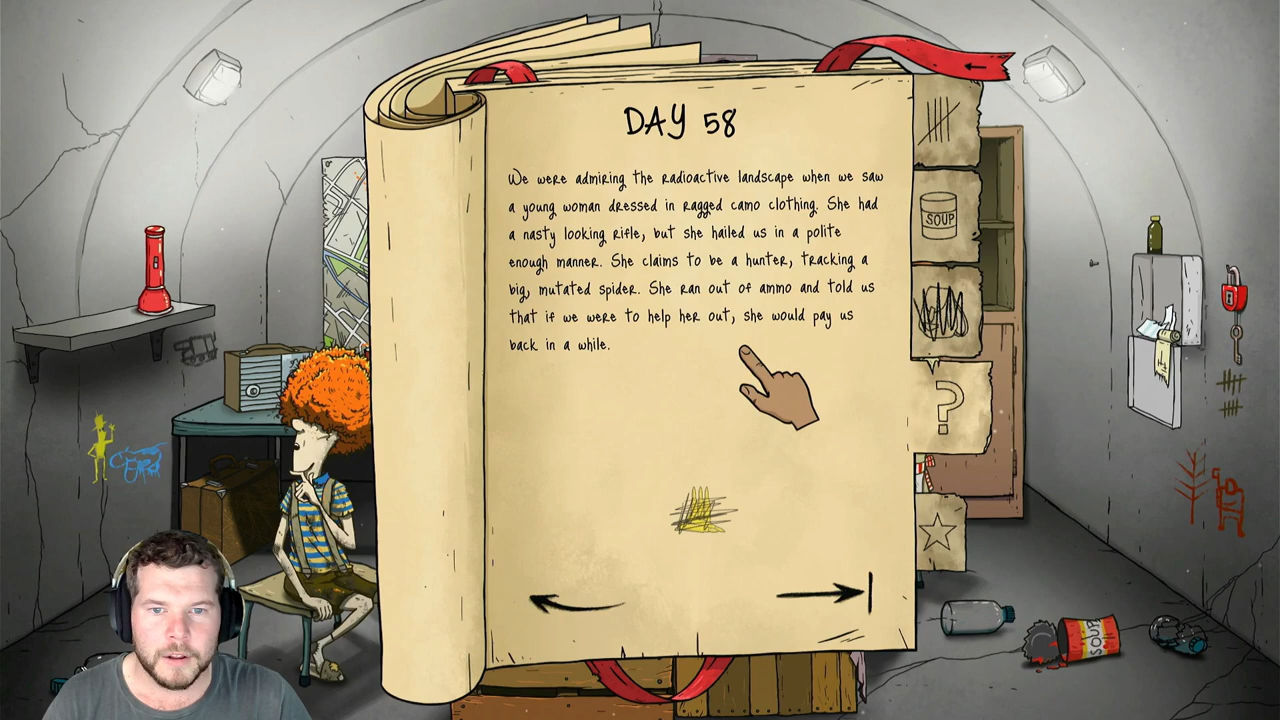 DAY 58
We were admiring the radioactive landscape when we saw
a young woman dressed in ragged camo clothing. She had
a nasty looking rifle, but she hailed us in a polite
enough manner. She claims to be a hunter, tracking a
big, mutated spider. She ran out of ammo and told us
that if we were to help her out, she would pay us
back in a while.
SOUP
?
SOUP